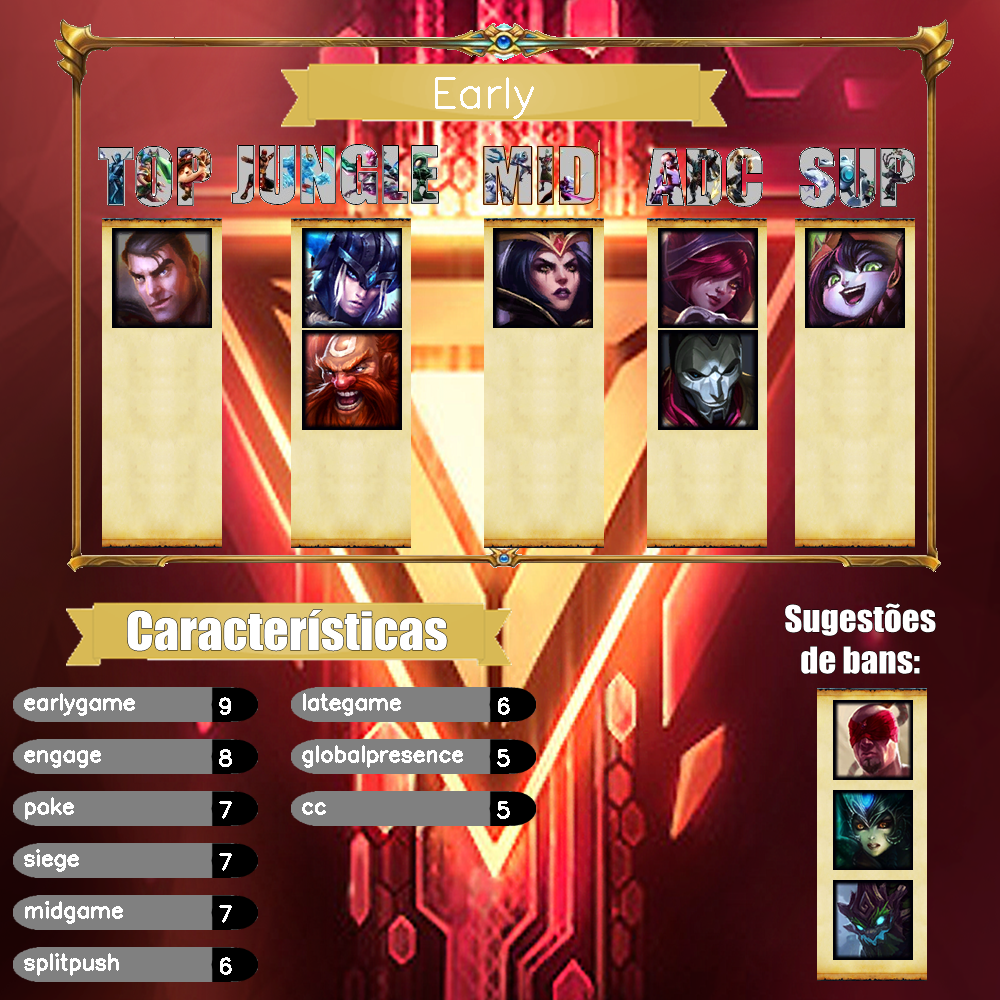 Early
TOP JUNGLE MID ADC SUP
Características
earlygame 9
engage 8
poke 7
siege 7
midgame 7
splitpush 6
lategame 6
globalpresence 5
cc 5
Sugestões
de bans: